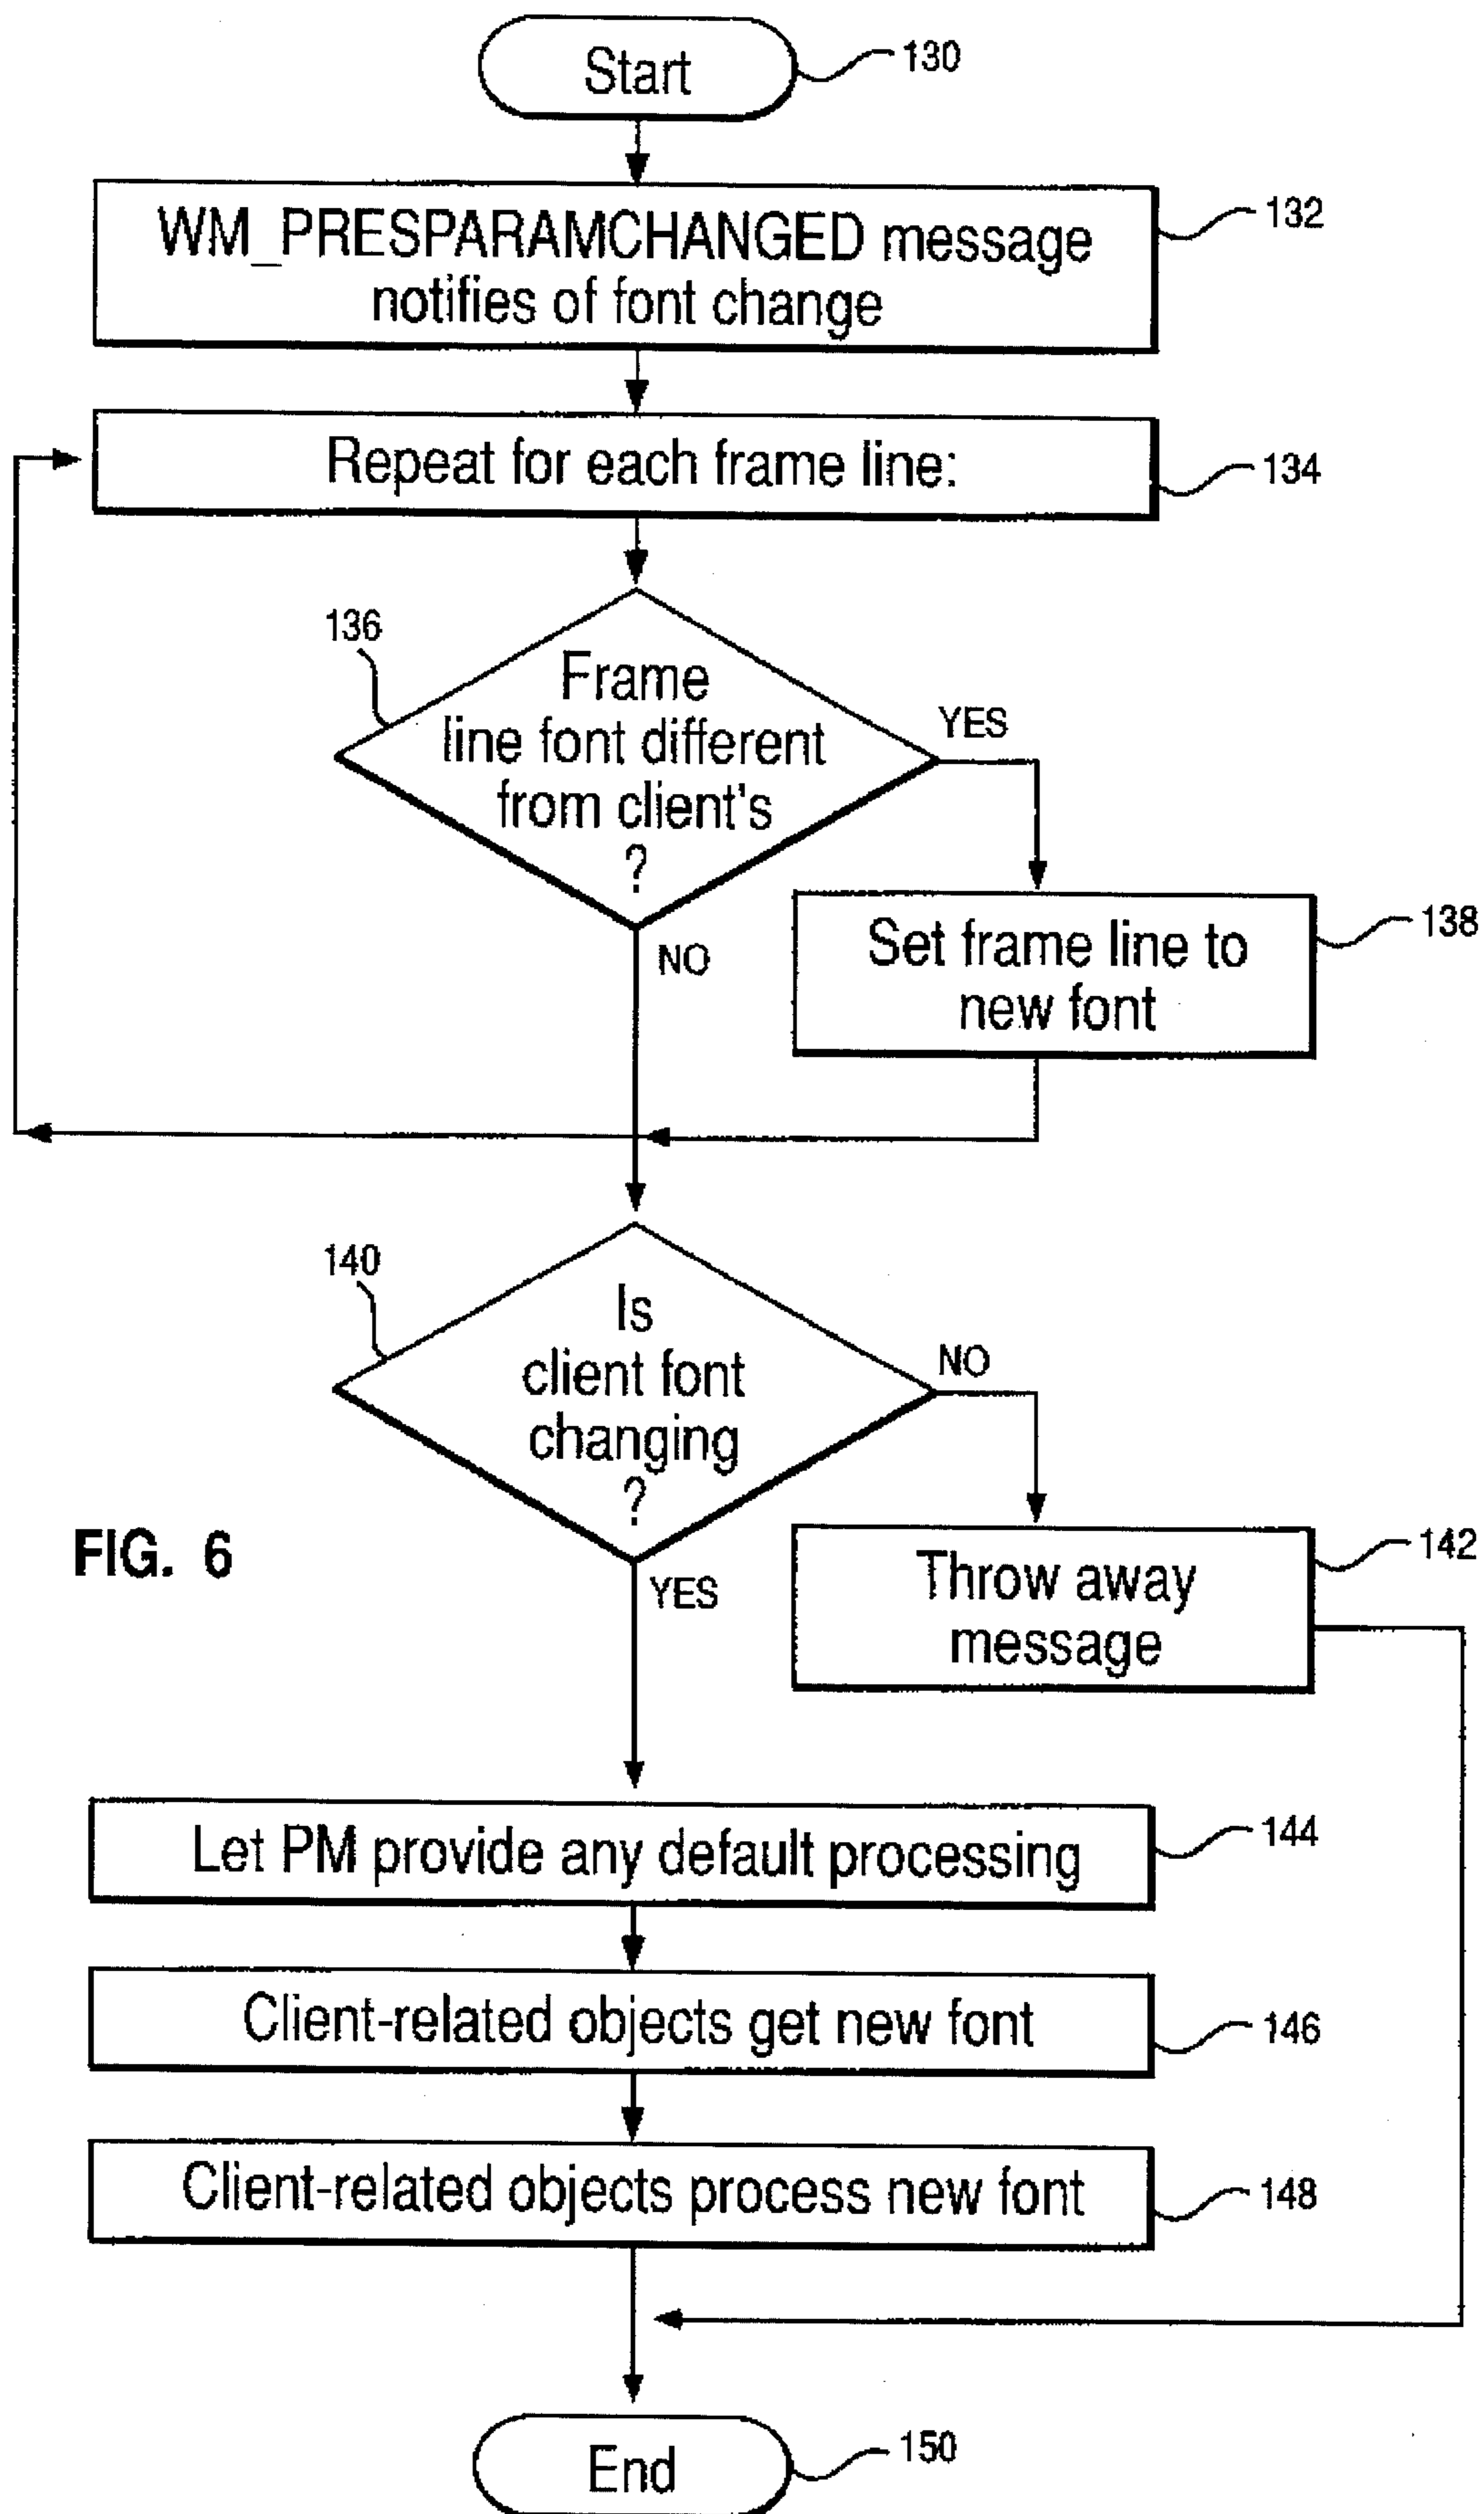 Start
130
WM_PRESPARAMCHANGED message
notifies of font change
132
Repeat for each frame line:
134
136
Frame
line font different
from client's
?
YES
NO
Set frame line to
new font
138
140
Is
client font
changing
?
NO
YES
FIG. 6
Throw away
message
142
Let PM provide any default processing
144
Client-related objects get new font
146
Client-related objects process new font
148
End
150